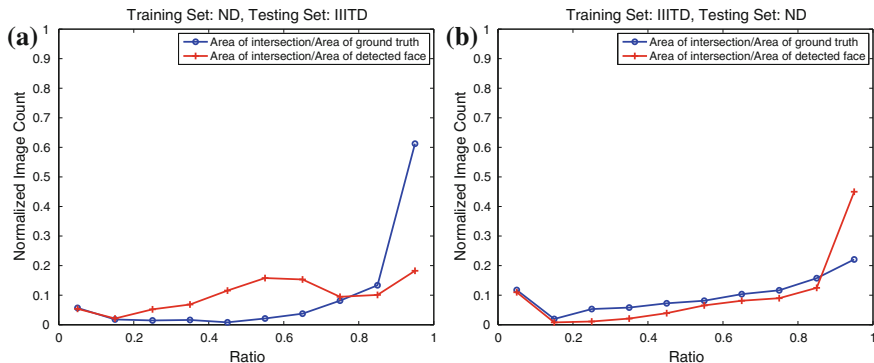 (a)
Training Set: ND, Testing Set: IIITD
Area of intersection/Area of ground truth
Area of intersection/Area of detected face
Normalized Image Count
1
0.9
0.8
0.7
0.6
0.5
0.4
0.3
0.2
0.1
0
0 0.2 0.4 0.6 0.8 1
Ratio
(b)
Training Set: IIITD, Testing Set: ND
Area of intersection/Area of ground truth
Area of intersection/Area of detected face
Normalized Image Count
1
0.9
0.8
0.7
0.6
0.5
0.4
0.3
0.2
0.1
0
0 0.2 0.4 0.6 0.8 1
Ratio